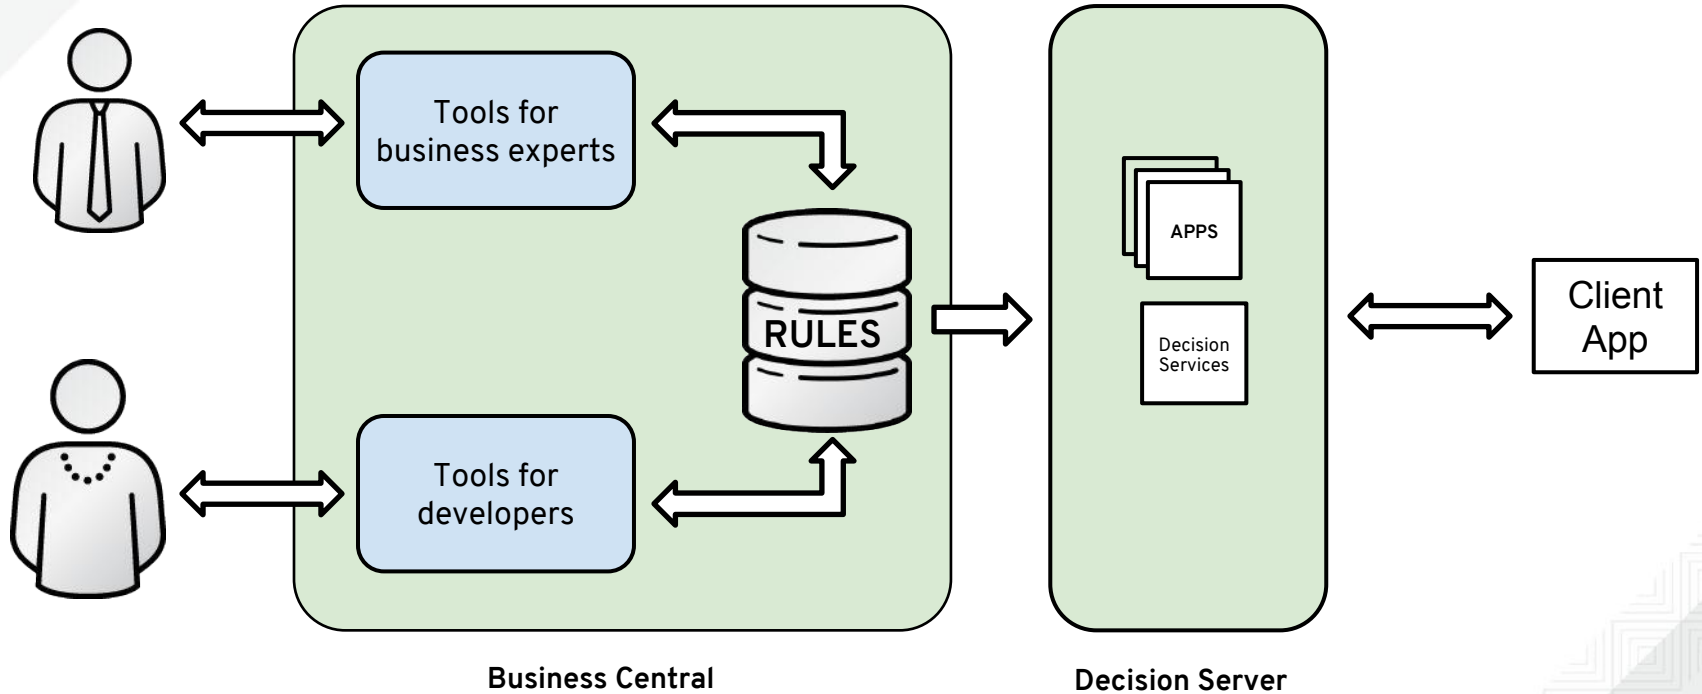 Tools for
business experts
RULES
Tools for
developers
APPS
Decision
Services
Client
App
Business Central
Decision Server